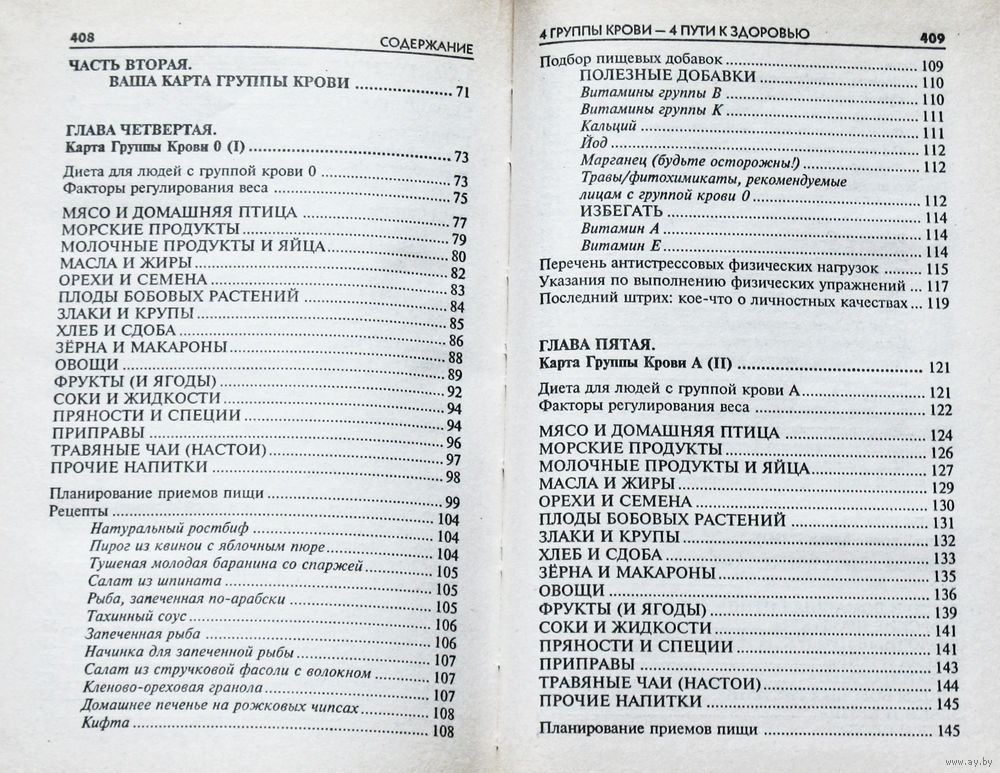 408
СОДЕРЖАНИЕ
ЧАСТЬ ВТОРАЯ.
ВАША КАРТА ГРУППЫ КРОВИ ... 71
ГЛАВА ЧЕТВЕРТАЯ.
Карта Группы Крови 0 (I) ... 73
Диета для людей с группой крови 0 ... 73
Факторы регулирования веса ... 75
МЯСО И ДОМАШНЯЯ ПТИЦА ... 77
МОРСКИЕ ПРОДУКТЫ ... 79
МОЛОЧНЫЕ ПРОДУКТЫ И ЯЙЦА ... 80
МАСЛА И ЖИРЫ ... 82
ОРЕХИ И СЕМЕНА ... 83
ПЛОДЫ БОБОВЫХ РАСТЕНИЙ ... 84
ЗЛАКИ И КРУПЫ ... 85
ХЛЕБ И СДОБА ... 86
ЗЁРНА И МАКАРОНЫ ... 88
ОВОЩИ ... 89
ФРУКТЫ (И ЯГОДЫ) ... 92
СОКИ И ЖИДКОСТИ ... 94
ПРЯНОСТИ И СПЕЦИИ ... 94
ПРИПРАВЫ ... 96
ТРАВЯНЫЕ ЧАИ (НАСТОИ) ... 97
ПРОЧИЕ НАПИТКИ ... 98
Планирование приемов пищи ... 99
Рецепты ... 104
Натуральный ростбиф ... 104
Пирог из квинои с яблочным пюре ... 104
Тушеная молодая баранина со спаржей ... 105
Салат из шпината ... 105
Рыба, запеченная по-арабски ... 105
Тахинный соус ... 106
Запеченная рыба ... 106
Начинка для запеченной рыбы ... 107
Салат из стручковой фасоли с волокном ... 107
Кленово-ореховая гранола ... 107
Домашнее печенье на рожковых чипсах ... 108
Кифта ... 108
4 ГРУППЫ КРОВИ — 4 ПУТИ К ЗДОРОВЬЮ
409
Подбор пищевых добавок ... 109
ПОЛЕЗНЫЕ ДОБАВКИ ... 110
Витамины группы В ... 110
Витамины группы К ... 111
Кальций ... 111
Йод ... 112
Марганец (будьте осторожны!) ... 112
Травы/фитохимикаты, рекомендуемые
лицам с группой крови 0 ... 112
ИЗБЕГАТЬ ... 114
Витамин А ... 114
Витамин Е ... 114
Перечень антистрессовых физических нагрузок ... 115
Указания по выполнению физических упражнений ... 117
Последний штрих: кое-что о личностных качествах ... 119
ГЛАВА ПЯТАЯ.
Карта Группы Крови А (II) ... 121
Диета для людей с группой крови А ... 121
Факторы регулирования веса ... 122
МЯСО И ДОМАШНЯЯ ПТИЦА ... 124
МОРСКИЕ ПРОДУКТЫ ... 126
МОЛОЧНЫЕ ПРОДУКТЫ И ЯЙЦА ... 127
МАСЛА И ЖИРЫ ... 129
ОРЕХИ И СЕМЕНА ... 130
ПЛОДЫ БОБОВЫХ РАСТЕНИЙ ... 131
ЗЛАКИ И КРУПЫ ... 132
ХЛЕБ И СДОБА ... 133
ЗЁРНА И МАКАРОНЫ ... 135
ОВОЩИ ... 136
ФРУКТЫ (И ЯГОДЫ) ... 139
СОКИ И ЖИДКОСТИ ... 141
ПРЯНОСТИ И СПЕЦИИ ... 141
ПРИПРАВЫ ... 143
ТРАВЯНЫЕ ЧАИ (НАСТОИ) ... 144
ПРОЧИЕ НАПИТКИ ... 145
Планирование приемов пищи ... 145
www.ay.by